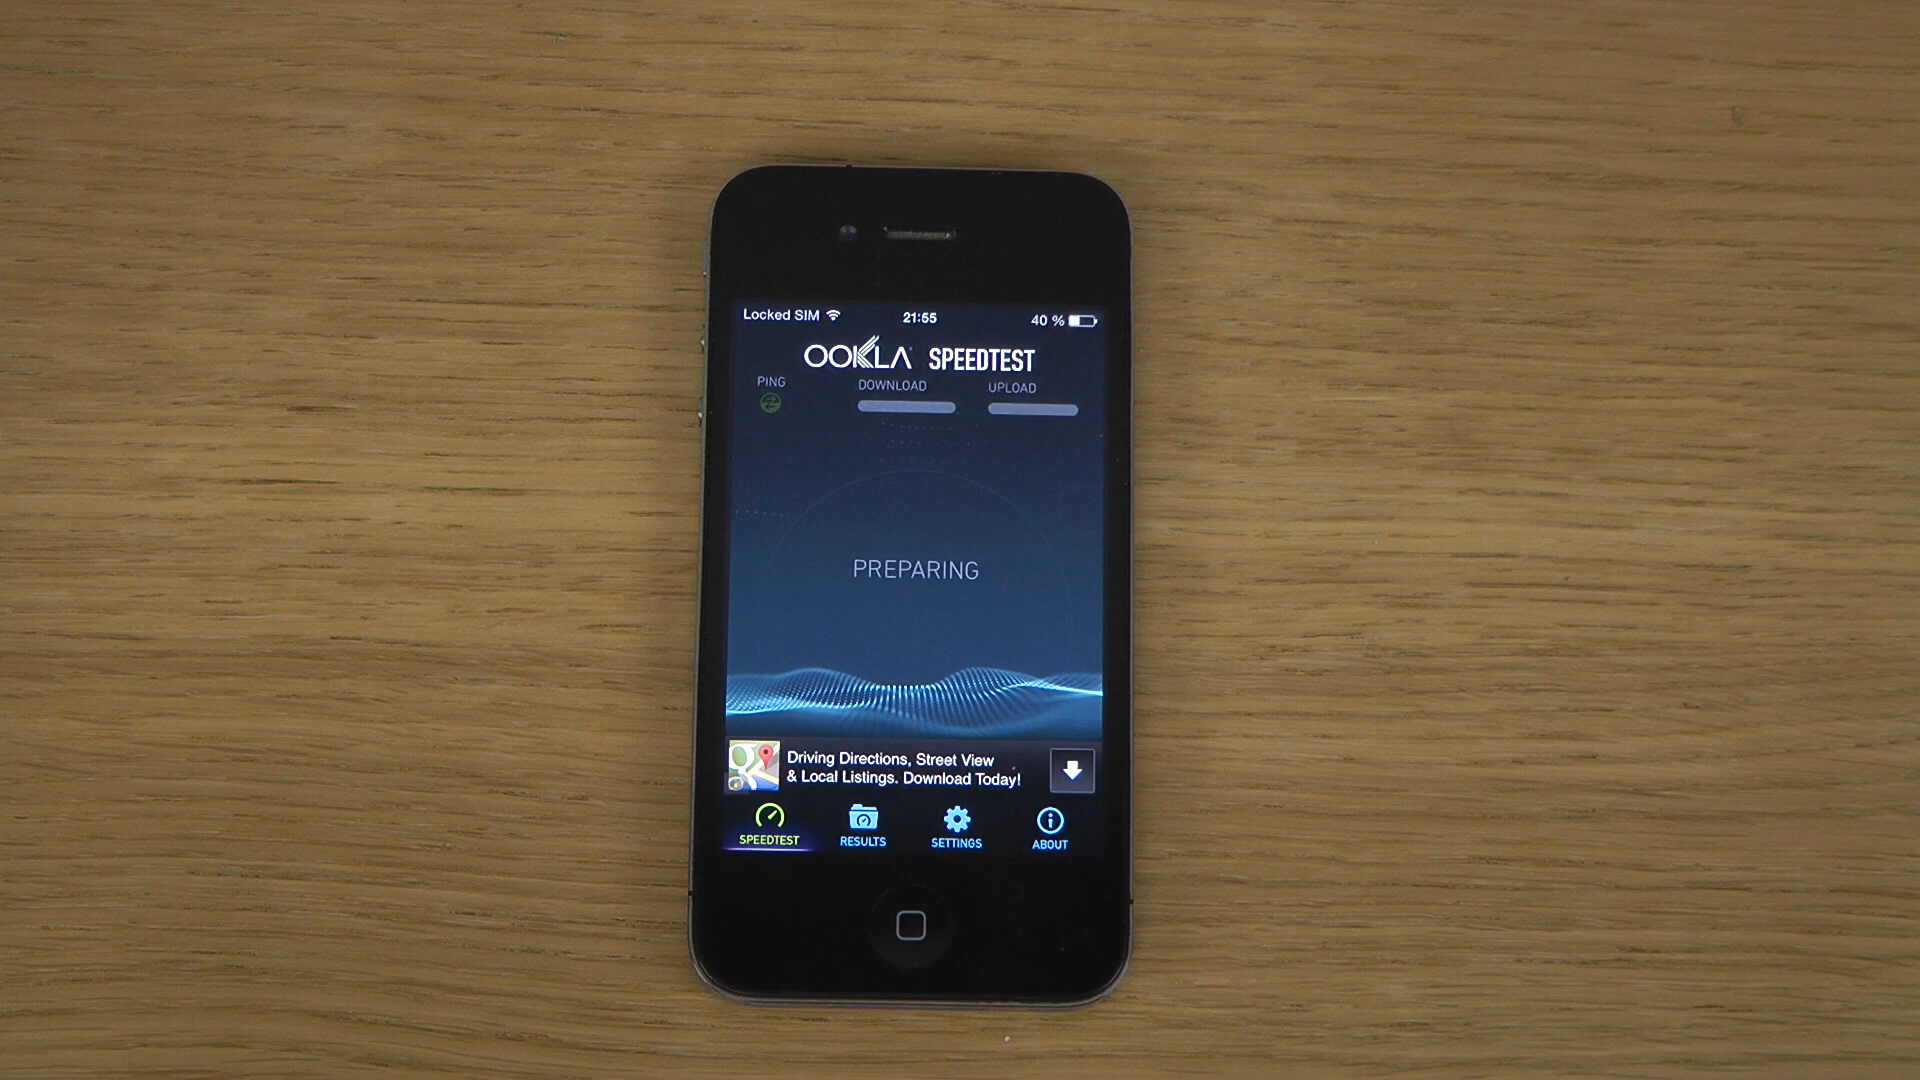 Locked SIM 21:55 40 %
OOKLA SPEEDTEST
PING DOWNLOAD UPLOAD
PREPARING
Driving Directions, Street View
& Local Listings. Download Today!
SPEEDTEST RESULTS SETTINGS ABOUT